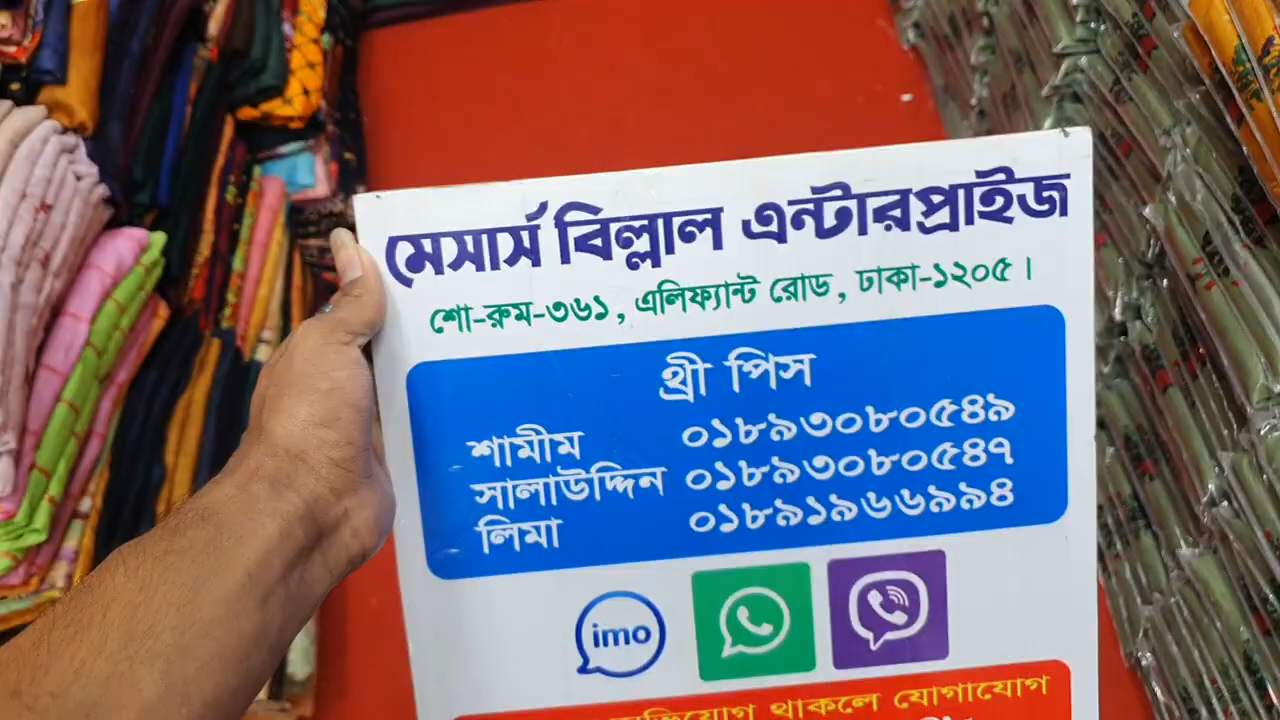 মেসার্স বিল্লাল এন্টারপ্রাইজ
শো-রুম-৩৬১, এলিফ্যান্ট রোড, ঢাকা-১২০৫।
থ্রী পিস
শামীম ০১৮৯৩০৮০৫৪৯
সালাউদ্দিন ০১৮৯৩০৮০৫৪৭
লিমা ০১৮৯১৯৬৬৯৯৪
imo
থাকলে যোগাযোগ